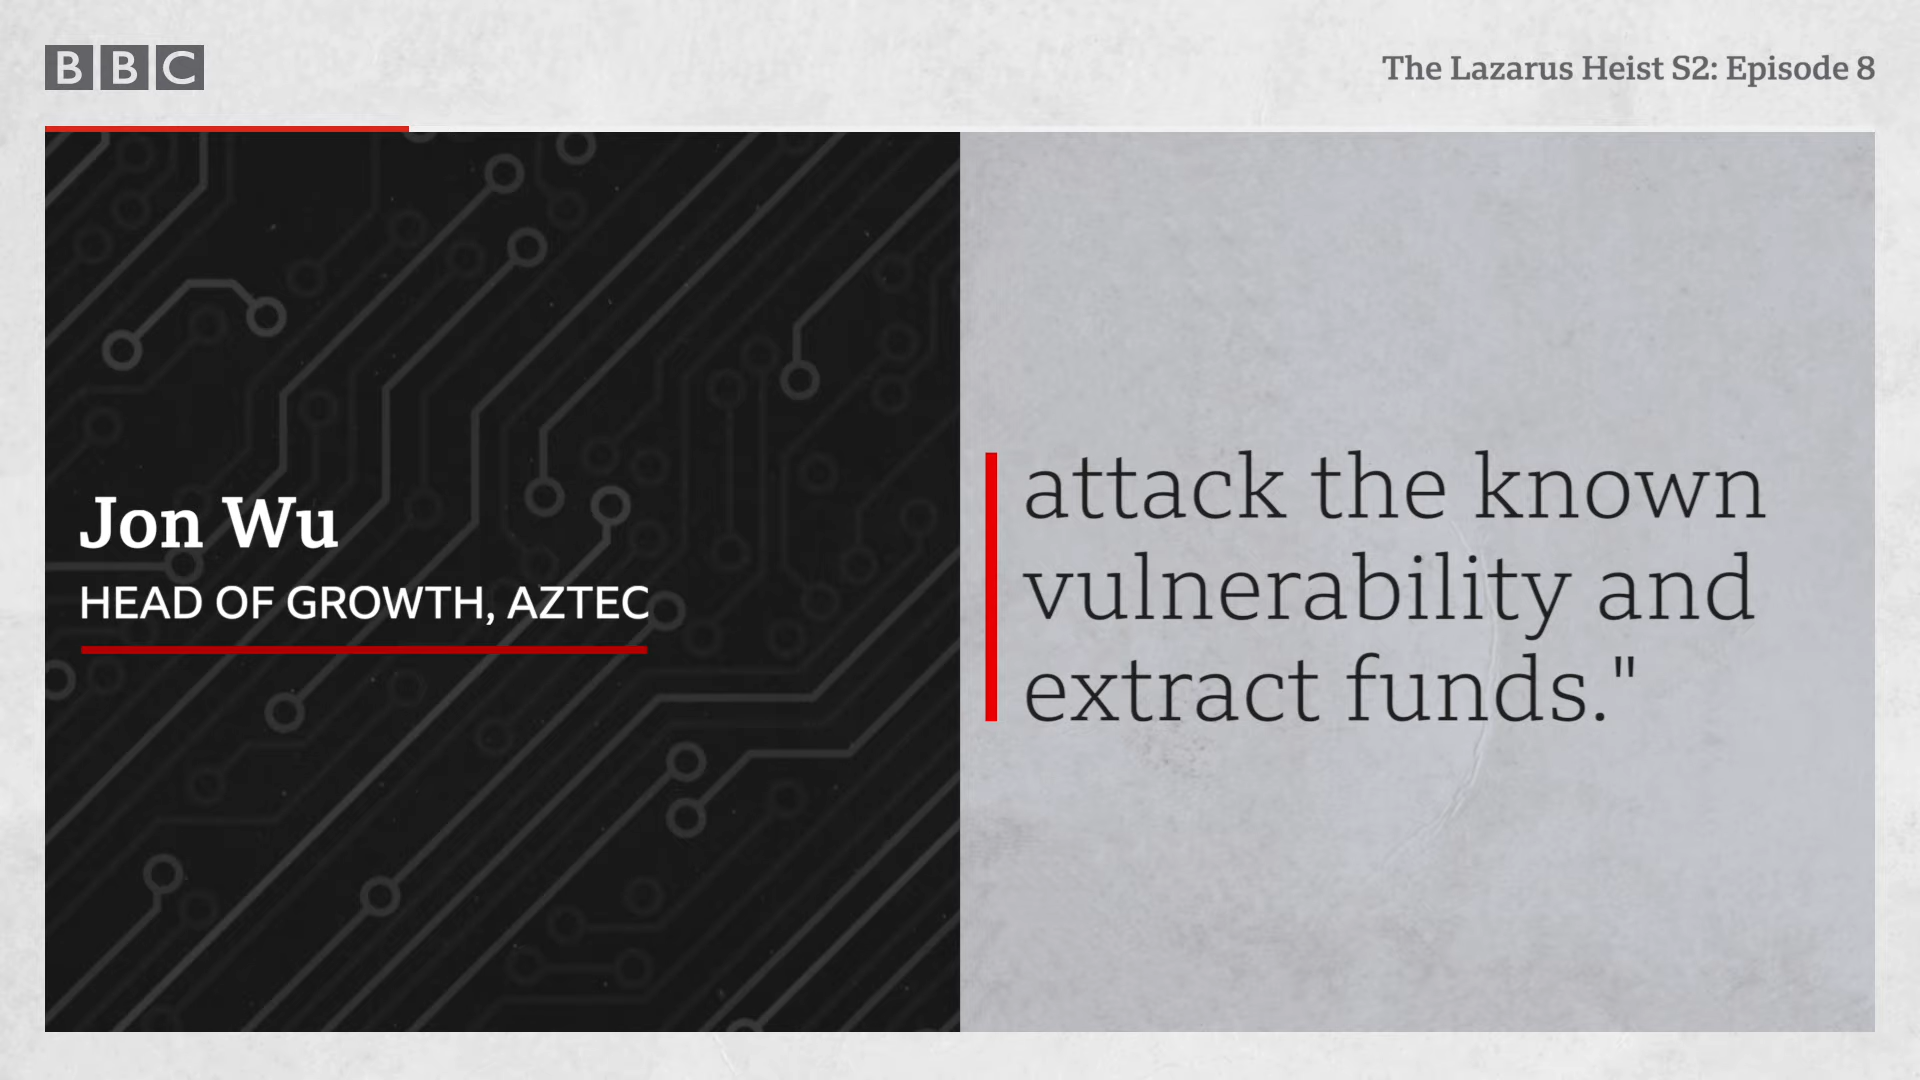 BBC
The Lazarus Heist S2: Episode 8
Jon Wu
HEAD OF GROWTH, AZTEC
attack the known
vulnerability and
extract funds."